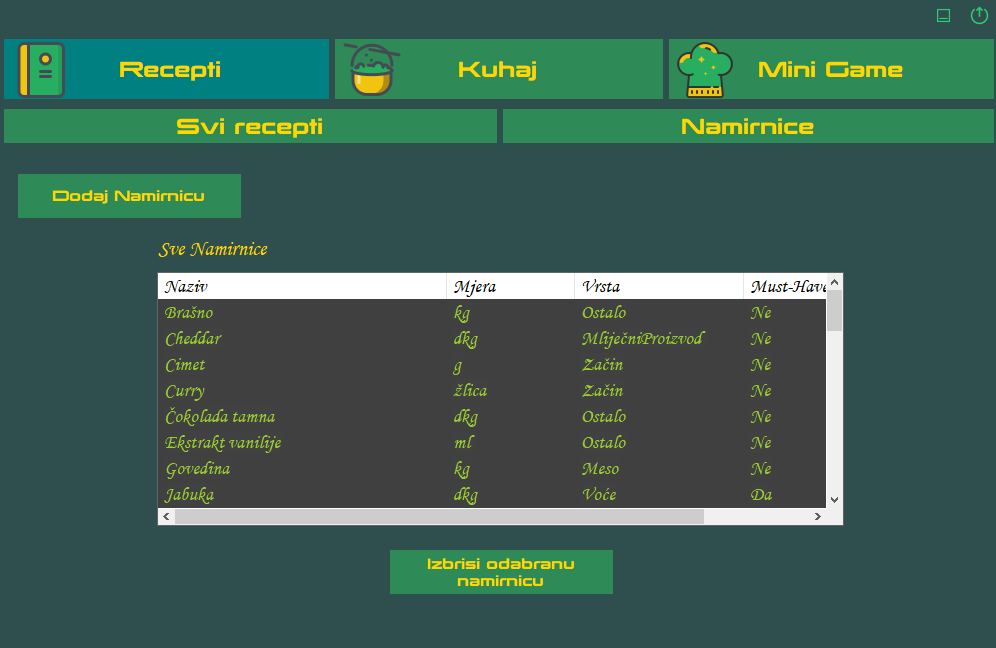 Recepti Kuhaj Mini Game
Svi recepti Namirnice
Dodaj Namirnicu
Sve Namirnice
Naziv Mjera Vrsta Must-Have
Brašno kg Ostalo Ne
Cheddar dkg MliječniProizvod Ne
Cimet g Začin Ne
Curry žlica Začin Ne
Čokolada tamna dkg Ostalo Ne
Ekstrakt vanilije ml Ostalo Ne
Govedina kg Meso Ne
Jabuka dkg Voće Da
Izbrisi odabranu
namirnicu